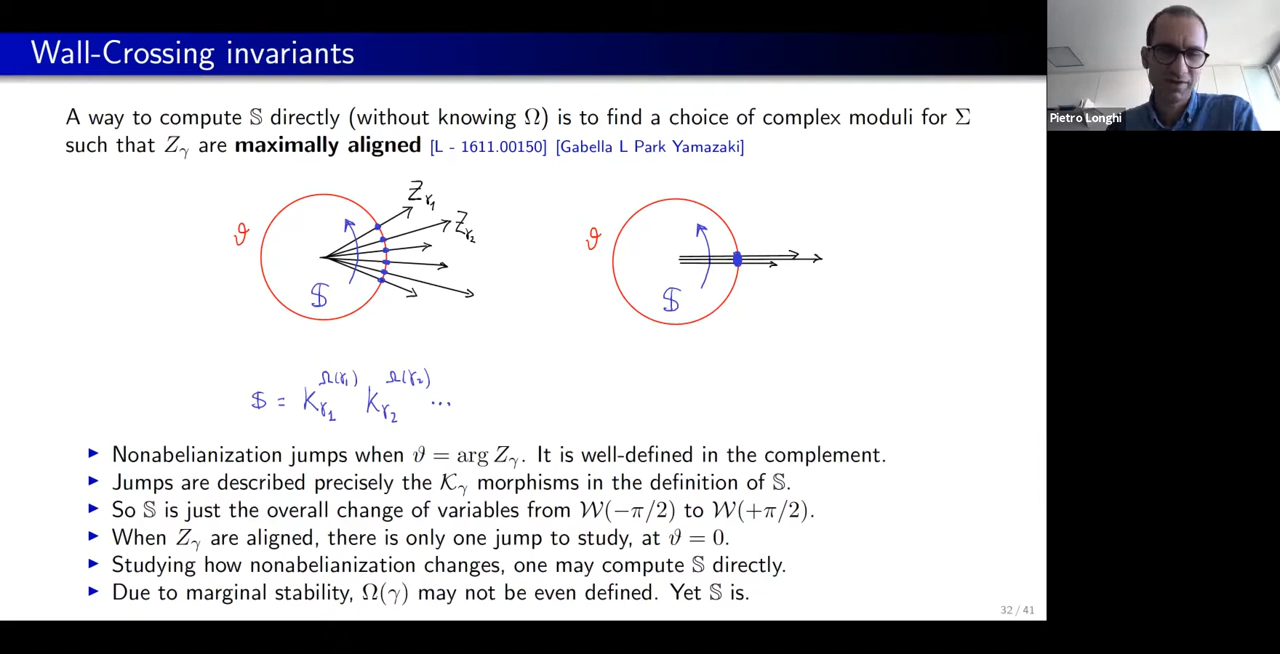 Wall-Crossing invariants
Pietro Longhi
A way to compute 𝕊 directly (without knowing Ω) is to find a choice of complex moduli for Σ
such that Z_γ are maximally aligned [L - 1611.00150] [Gabella L Park Yamazaki]
ϑ
$
Z_γ₁
Z_γ₂
ϑ
$
$ = K_γ₁^Ω(γ₁) K_γ₂^Ω(γ₂) ...
▶ Nonabelianization jumps when ϑ = arg Z_γ. It is well-defined in the complement.
▶ Jumps are described precisely the 𝒦_γ morphisms in the definition of 𝕊.
▶ So 𝕊 is just the overall change of variables from 𝒲(−π/2) to 𝒲(+π/2).
▶ When Z_γ are aligned, there is only one jump to study, at ϑ = 0.
▶ Studying how nonabelianization changes, one may compute 𝕊 directly.
▶ Due to marginal stability, Ω(γ) may not be even defined. Yet 𝕊 is.
32 / 41